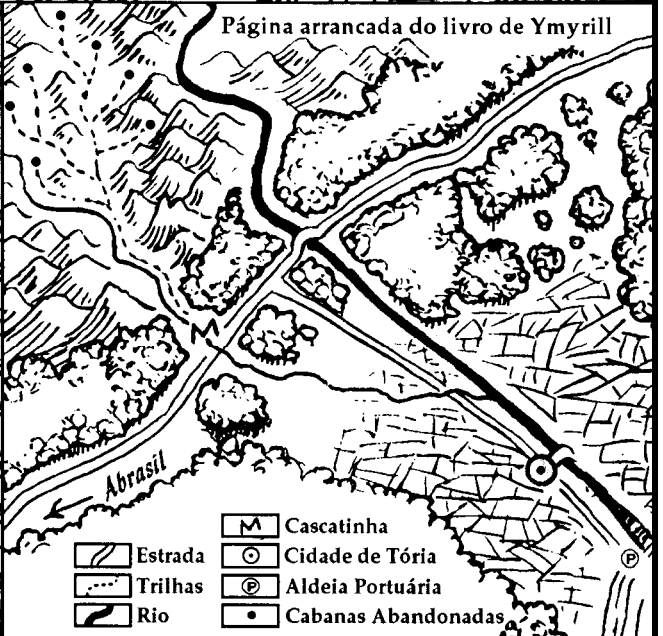 Página arrancada do livro de Ymyrill
Abrasil
P
M Cascatinha
Estrada
Cidade de Tória
Trilhas
P Aldeia Portuária
Rio
Cabanas Abandonadas